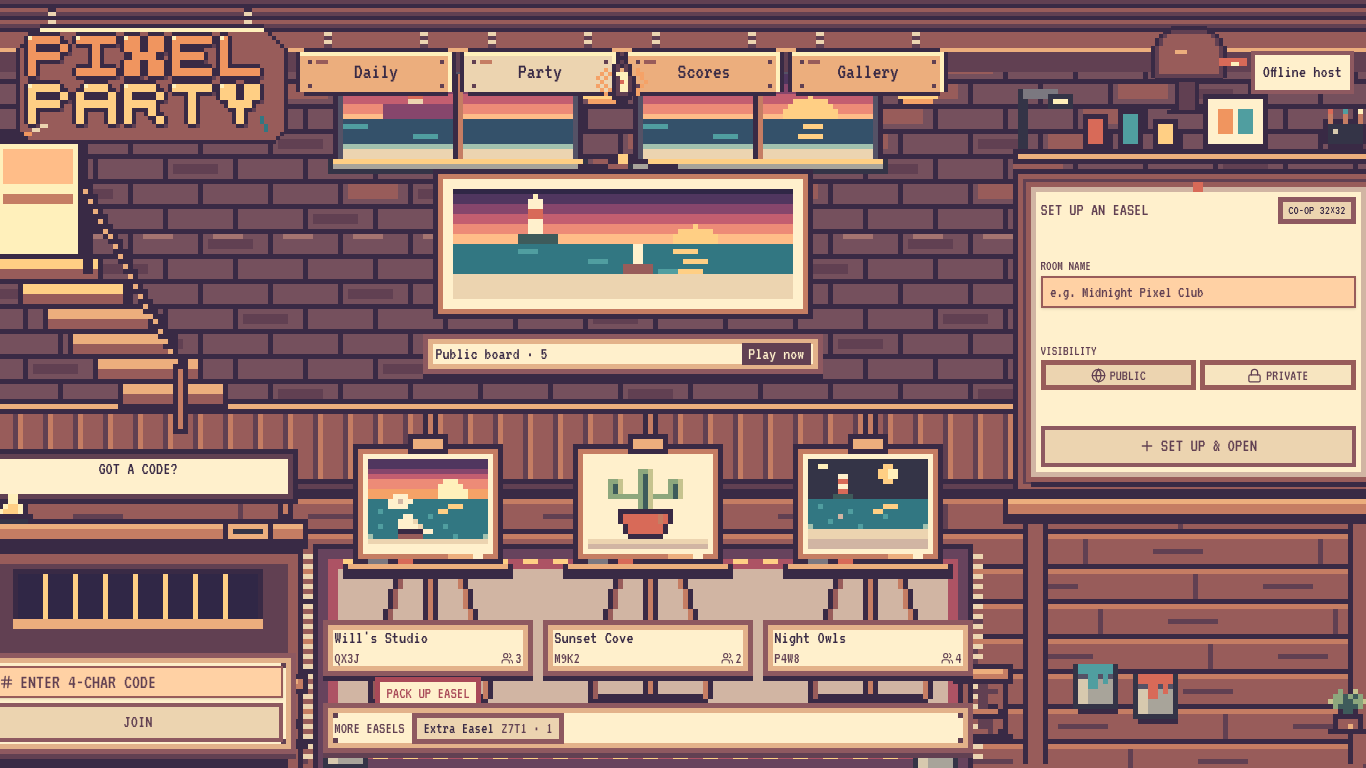 PIXEL
PARTY
Daily
Party
Scores
Gallery
Offline host
SET UP AN EASEL
CO-OP 32X32
ROOM NAME
e.g. Midnight Pixel Club
VISIBILITY
PUBLIC
PRIVATE
+ SET UP & OPEN
Public board · 5
Play now
GOT A CODE?
# ENTER 4-CHAR CODE
JOIN
Will's Studio
QX3J
3
Sunset Cove
M9K2
2
Night Owls
P4W8
4
PACK UP EASEL
MORE EASELS
Extra Easel Z7T1 · 1